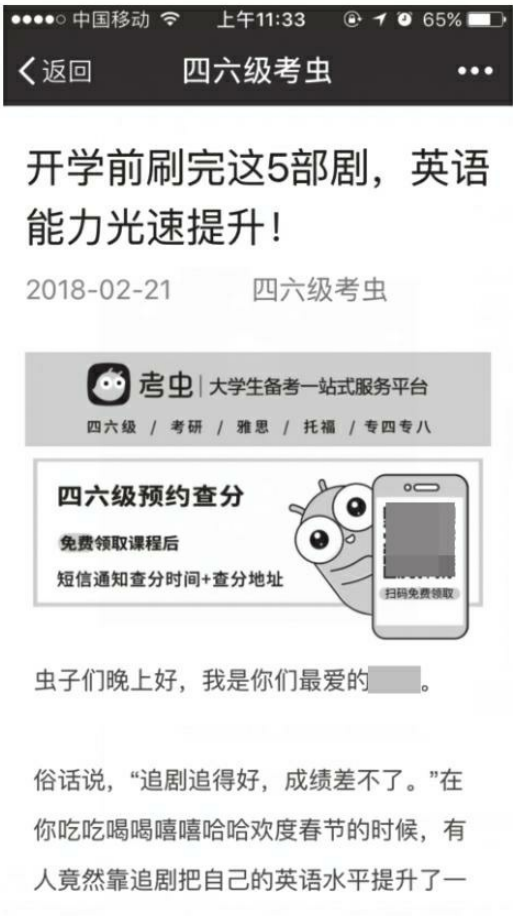 中国移动 上午11:33 65%
返回 四六级考虫
开学前刷完这5部剧，英语
能力光速提升！
2018-02-21 四六级考虫
考虫 大学生备考一站式服务平台
四六级 / 考研 / 雅思 / 托福 / 专四专八
四六级预约查分
免费领取课程后
短信通知查分时间+查分地址
扫码免费领取
虫子们晚上好，我是你们最爱的 。
俗话说，“追剧追得好，成绩差不了。”在
你吃吃喝喝嘻嘻哈哈欢度春节的时候，有
人竟然靠追剧把自己的英语水平提升了一